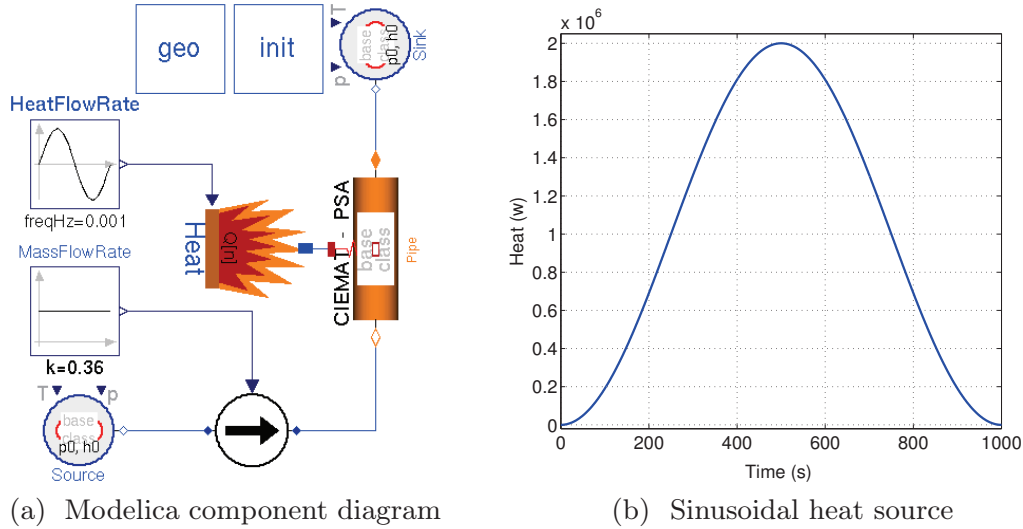 geo
init
T
p
base
class
p0, h0
Sink
HeatFlowRate
freqHz=0.001
Heat
Q[n]
CIEMAT - PSA
base
class
Pipe
MassFlowRate
k=0.36
T
p
base
class
p0, h0
Source
(a) Modelica component diagram
x 10⁶
2
1.8
1.6
1.4
1.2
1
0.8
0.6
0.4
0.2
0
Heat (w)
0 200 400 600 800 1000
Time (s)
(b) Sinusoidal heat source